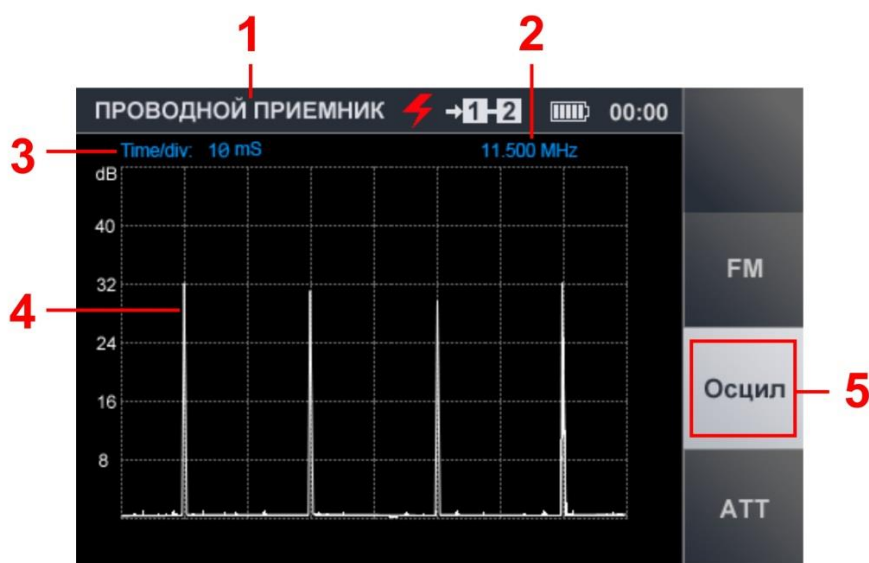 1
2
ПРОВОДНОЙ ПРИЕМНИК →1-2 00:00
3
Time/div: 10 mS 11.500 MHz
dB
40
FM
32
4
24
Осцил
5
16
8
ATT